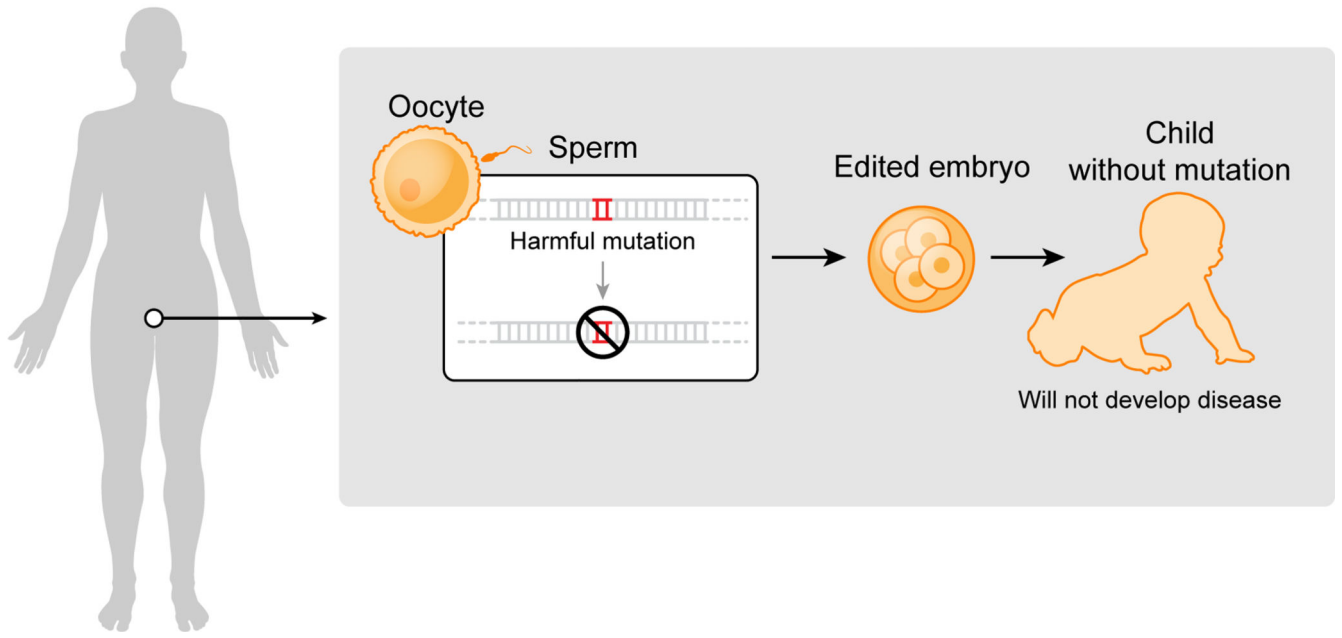 Oocyte
Sperm
Harmful mutation
Edited embryo
Child
without mutation
Will not develop disease